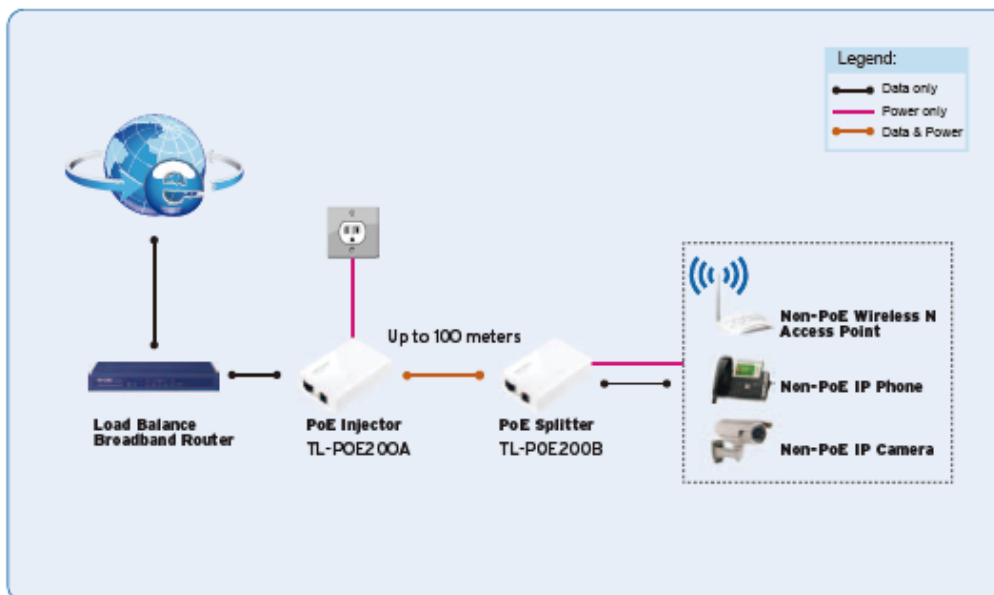 Legend:
Data only
Power only
Data & Power
Up to 100 meters
Load Balance
Broadband Router
PoE Injector
TL-POE200A
PoE Splitter
TL-POE200B
Non-PoE Wireless N
Access Point
Non-PoE IP Phone
Non-PoE IP Camera